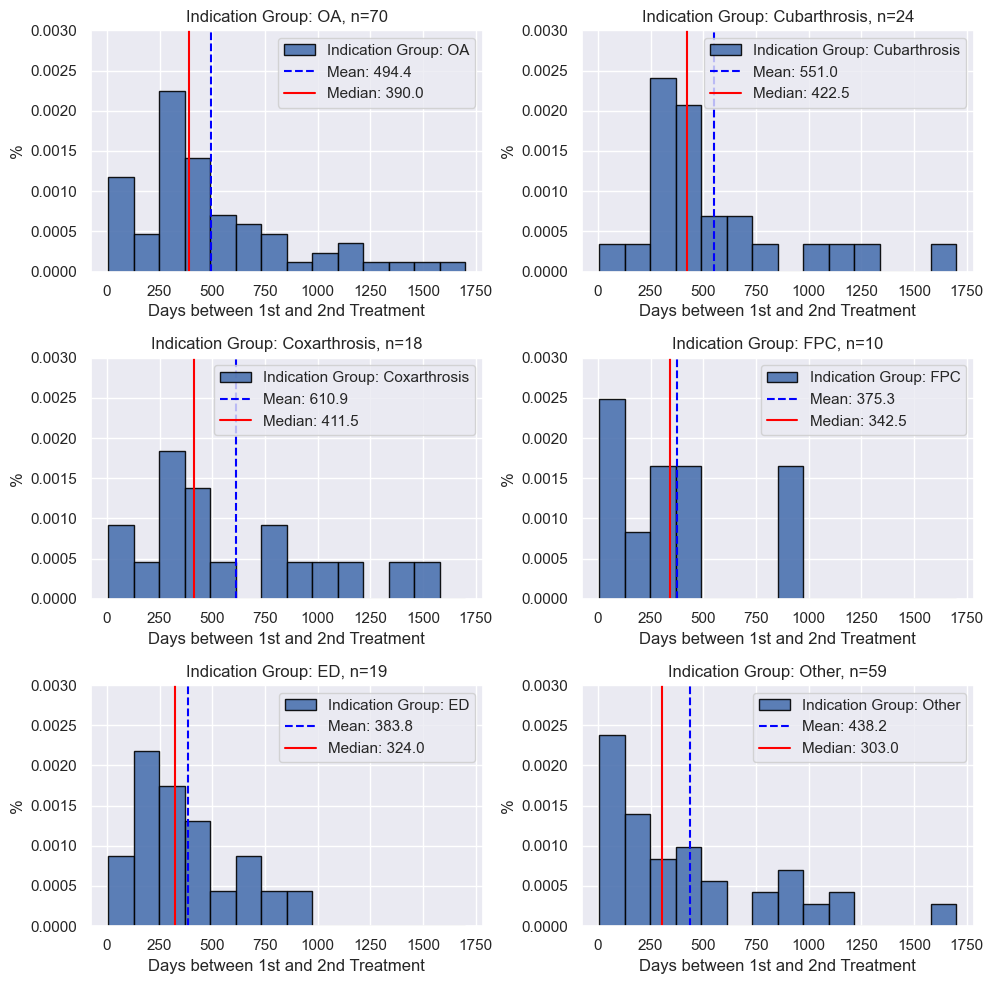 Indication Group: OA, n=70
Indication Group: OA
Mean: 494.4
Median: 390.0
0.0030
0.0025
0.0020
0.0015
0.0010
0.0005
0.0000
%
0 250 500 750 1000 1250 1500 1750
Days between 1st and 2nd Treatment
Indication Group: Cubarthrosis, n=24
Indication Group: Cubarthrosis
Mean: 551.0
Median: 422.5
0.0030
0.0025
0.0020
0.0015
0.0010
0.0005
0.0000
%
0 250 500 750 1000 1250 1500 1750
Days between 1st and 2nd Treatment
Indication Group: Coxarthrosis, n=18
Indication Group: Coxarthrosis
Mean: 610.9
Median: 411.5
0.0030
0.0025
0.0020
0.0015
0.0010
0.0005
0.0000
%
0 250 500 750 1000 1250 1500 1750
Days between 1st and 2nd Treatment
Indication Group: FPC, n=10
Indication Group: FPC
Mean: 375.3
Median: 342.5
0.0030
0.0025
0.0020
0.0015
0.0010
0.0005
0.0000
%
0 250 500 750 1000 1250 1500 1750
Days between 1st and 2nd Treatment
Indication Group: ED, n=19
Indication Group: ED
Mean: 383.8
Median: 324.0
0.0030
0.0025
0.0020
0.0015
0.0010
0.0005
0.0000
%
0 250 500 750 1000 1250 1500 1750
Days between 1st and 2nd Treatment
Indication Group: Other, n=59
Indication Group: Other
Mean: 438.2
Median: 303.0
0.0030
0.0025
0.0020
0.0015
0.0010
0.0005
0.0000
%
0 250 500 750 1000 1250 1500 1750
Days between 1st and 2nd Treatment